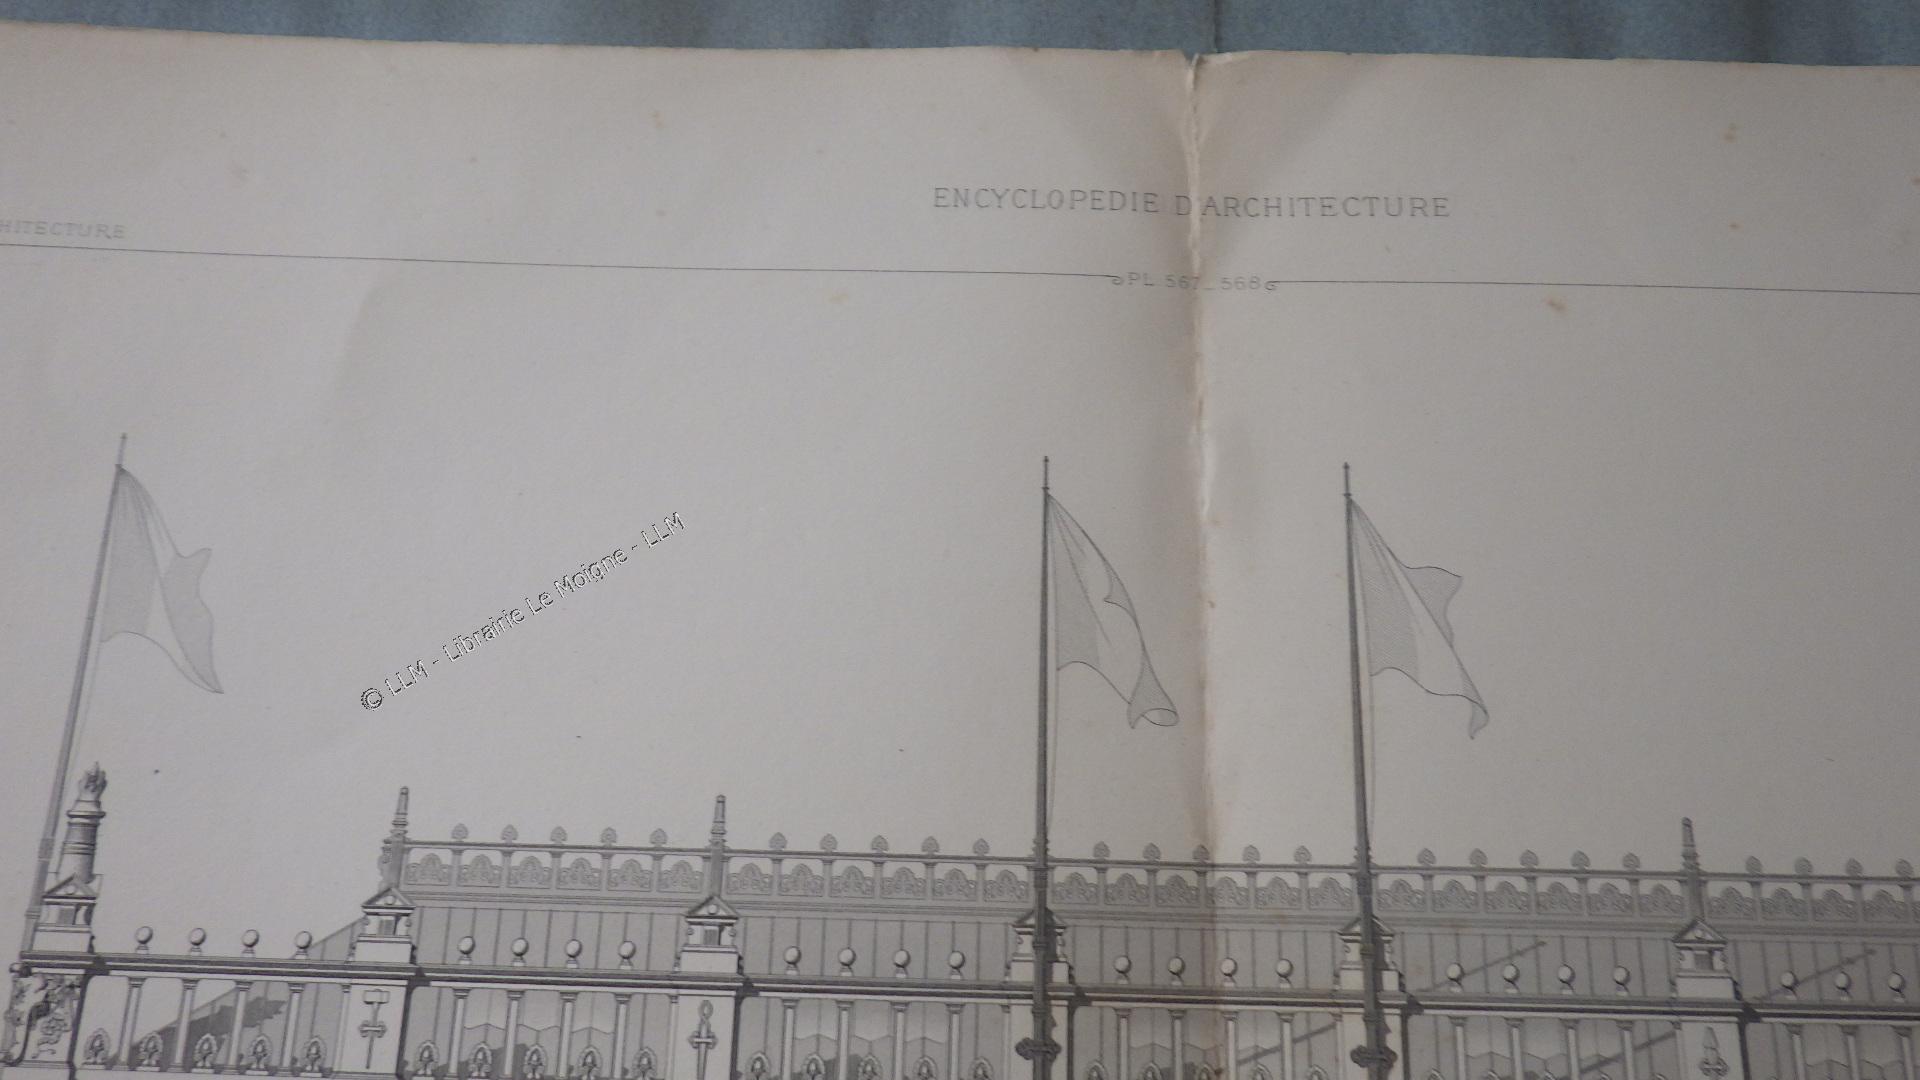 HITECTURE
ENCYCLOPEDIE D'ARCHITECTURE
PL 567_568
© LLM - Librairie Le Moigne - LLM